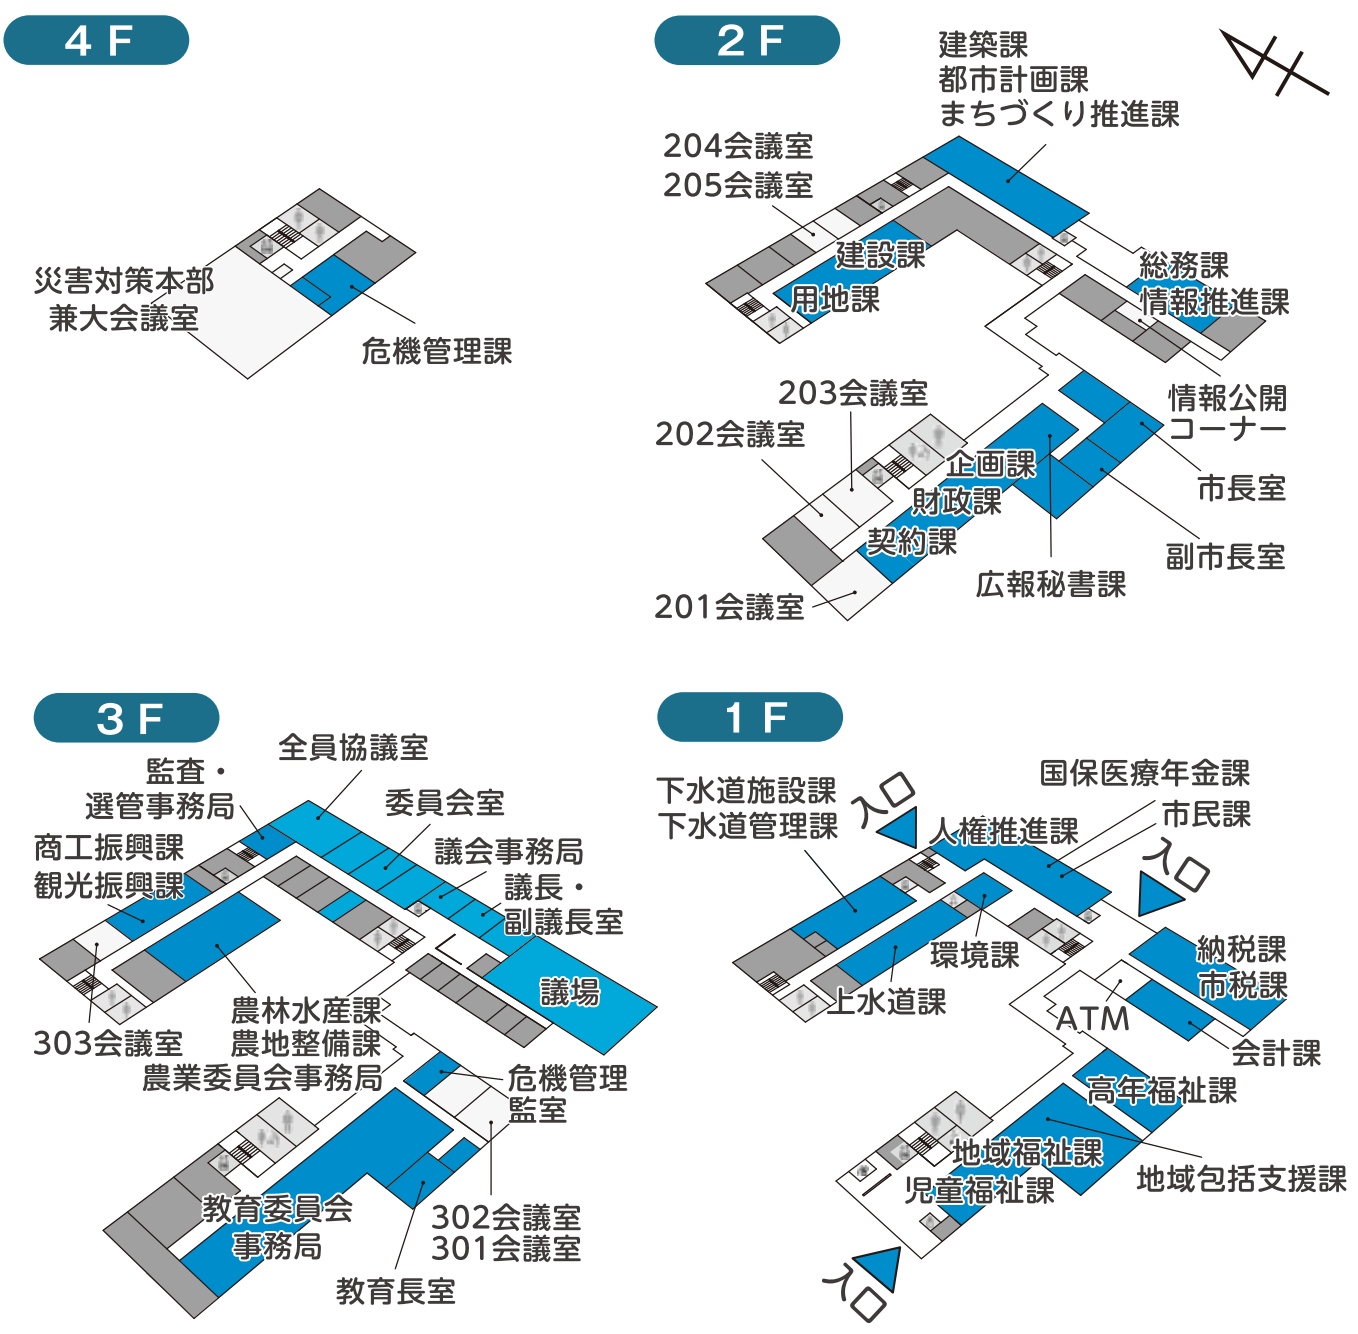 4F
災害対策本部
兼大会議室
危機管理課
2F
建築課
都市計画課
まちづくり推進課
204会議室
205会議室
建設課
用地課
総務課
情報推進課
203会議室
202会議室
情報公開
コーナー
企画課
財政課
契約課
市長室
副市長室
広報秘書課
201会議室
3F
全員協議室
監査・
選管事務局
委員会室
商工振興課
観光振興課
議会事務局
議長・
副議長室
議場
303会議室
農林水産課
農地整備課
農業委員会事務局
危機管理
監室
教育委員会
事務局
302会議室
301会議室
教育長室
1F
下水道施設課
下水道管理課
入口
人権推進課
国保医療年金課
市民課
入口
環境課
上水道課
納税課
市税課
ATM
会計課
高年福祉課
地域福祉課
児童福祉課
地域包括支援課
入口